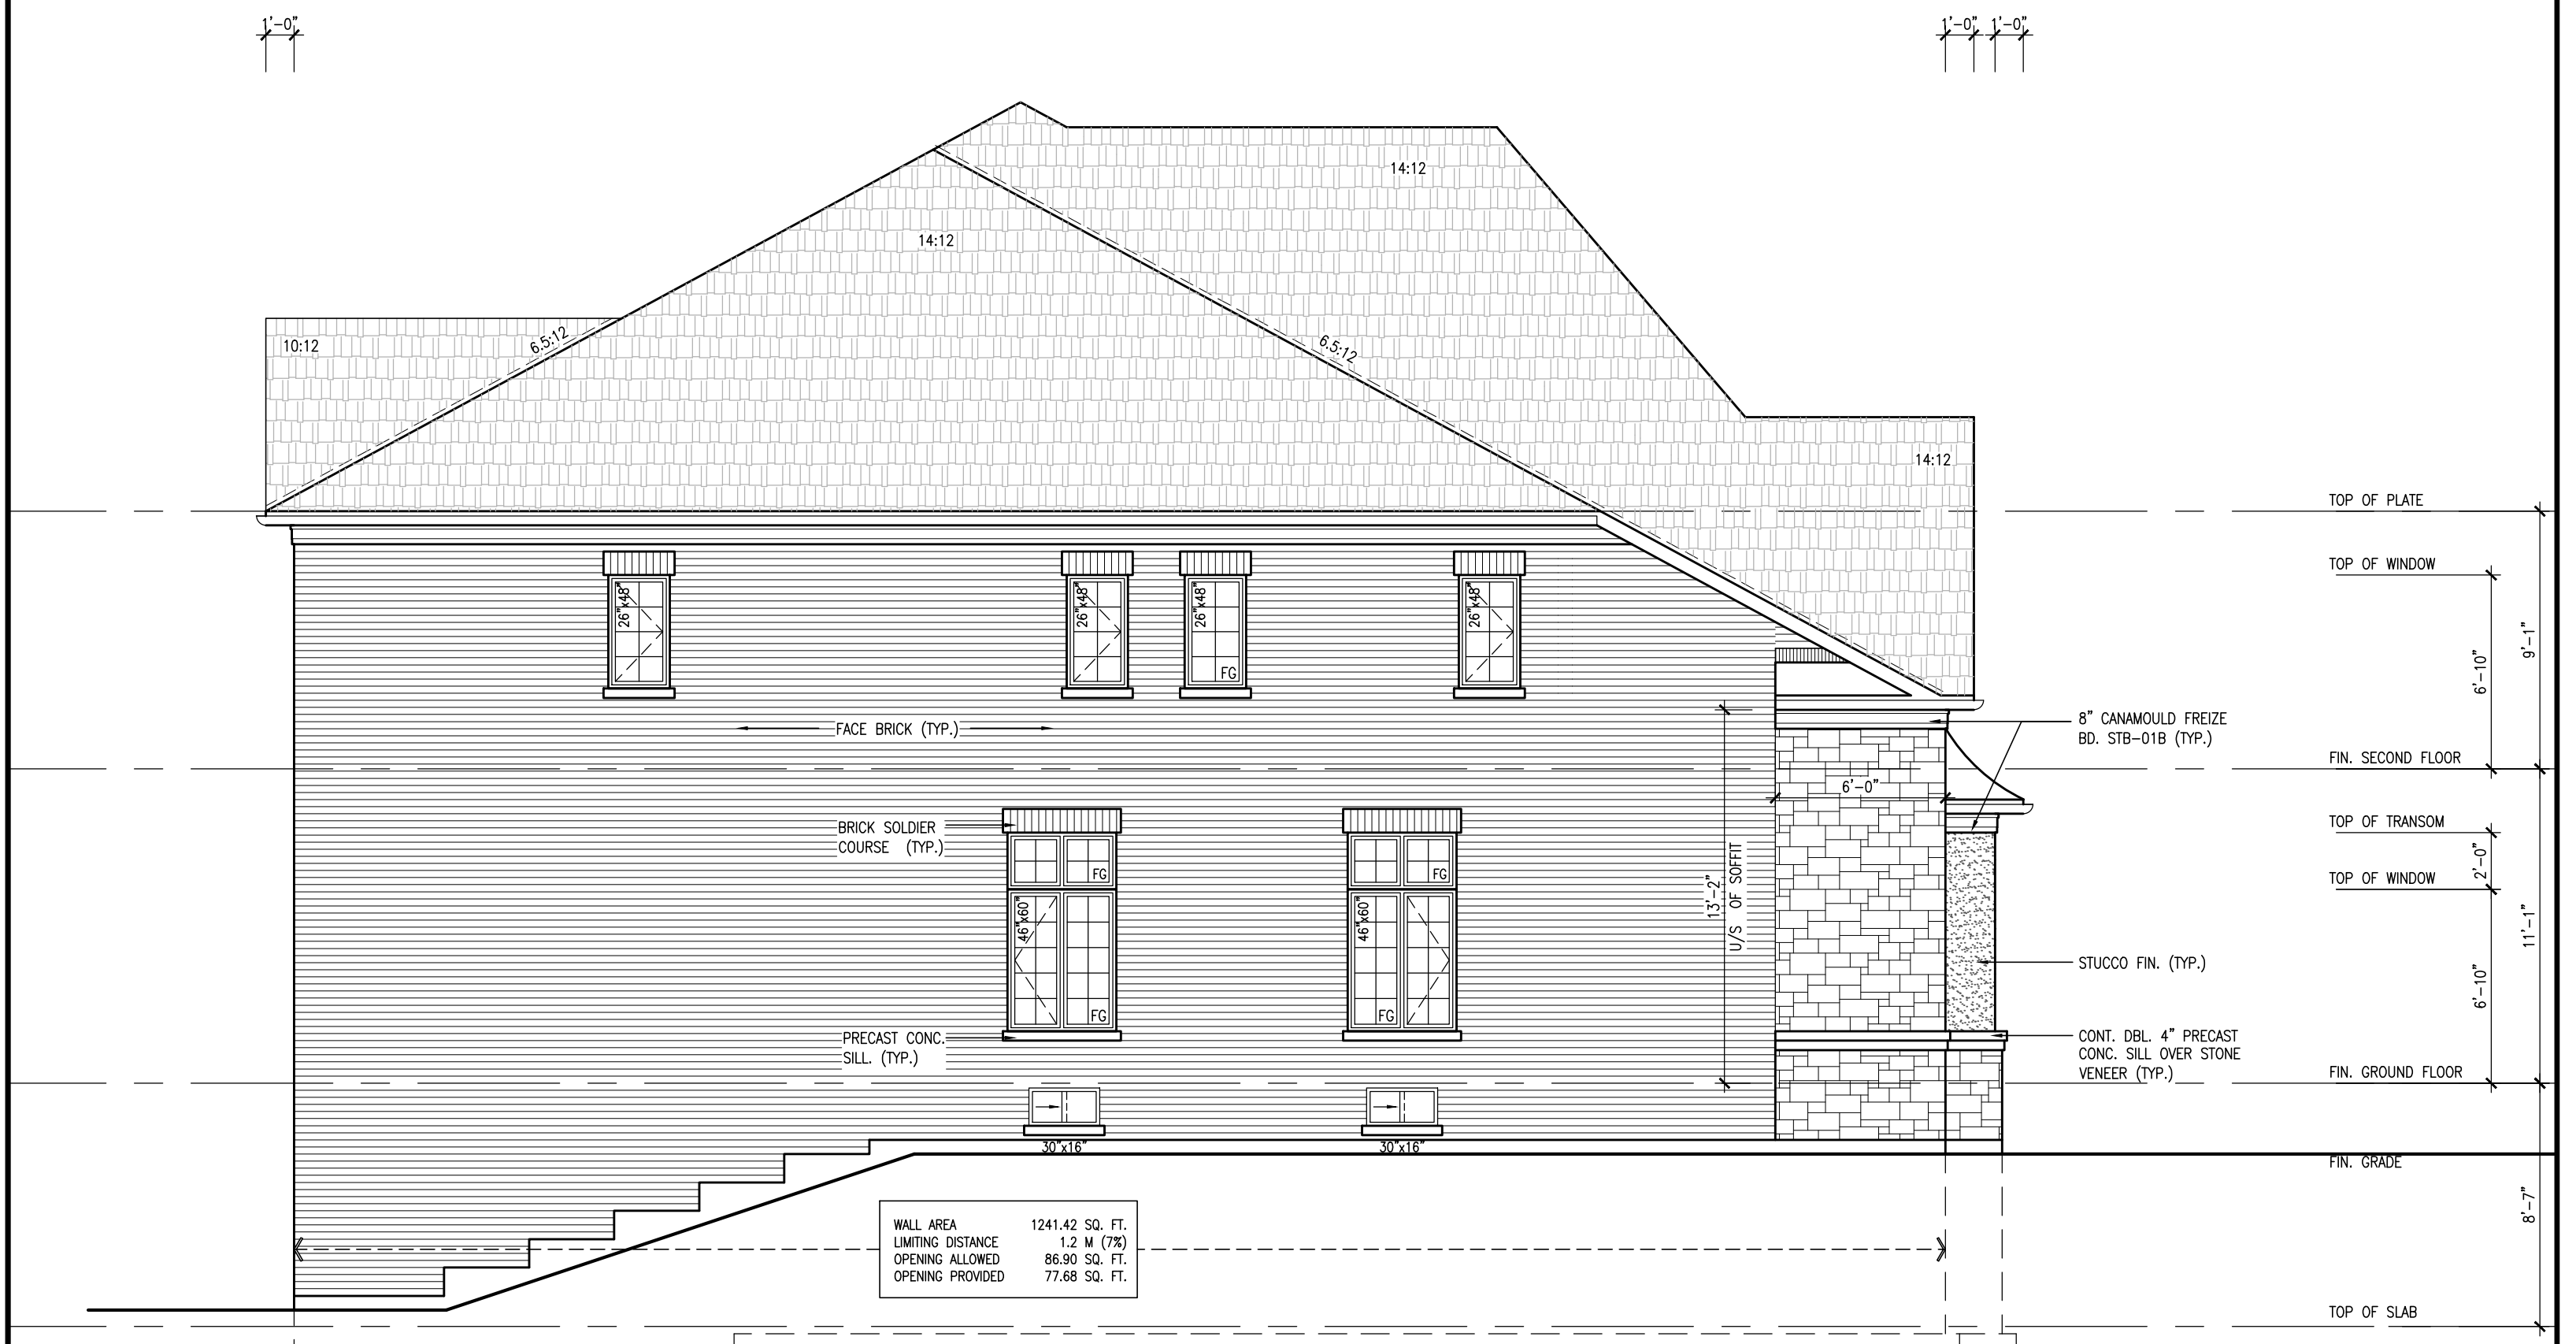 1'-0"
1'-0" 1'-0"
14:12
14:12
10:12
6.5:12
6.5:12
14:12
TOP OF PLATE
TOP OF WINDOW
26"x48"
26"x48"
26"x48"
26"x48"
FG
9'-1"
6'-10"
FACE BRICK (TYP.)
8" CANAMOULD FREIZE
BD. STB-01B (TYP.)
FIN. SECOND FLOOR
6'-0"
BRICK SOLDIER
COURSE (TYP.)
TOP OF TRANSOM
FG
FG
2'-0"
TOP OF WINDOW
46"x60"
46"x60"
13'-2"
U/S OF SOFFIT
11'-1"
STUCCO FIN. (TYP.)
6'-10"
FG
FG
PRECAST CONC.
SILL. (TYP.)
CONT. DBL. 4" PRECAST
CONC. SILL OVER STONE
VENEER (TYP.)
FIN. GROUND FLOOR
30"x16"
30"x16"
FIN. GRADE
8'-7"
WALL AREA 1241.42 SQ. FT.
LIMITING DISTANCE 1.2 M (7%)
OPENING ALLOWED 86.90 SQ. FT.
OPENING PROVIDED 77.68 SQ. FT.
TOP OF SLAB